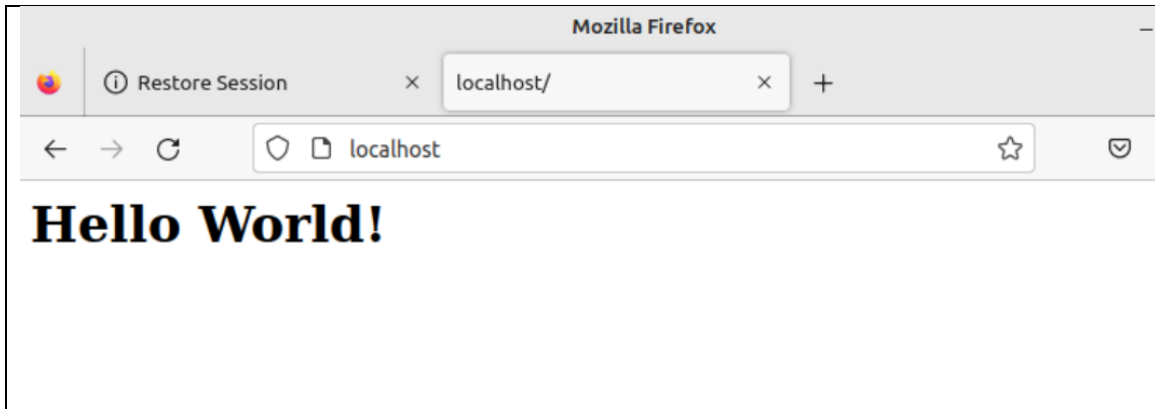 Mozilla Firefox
Restore Session
localhost/
localhost
Hello World!